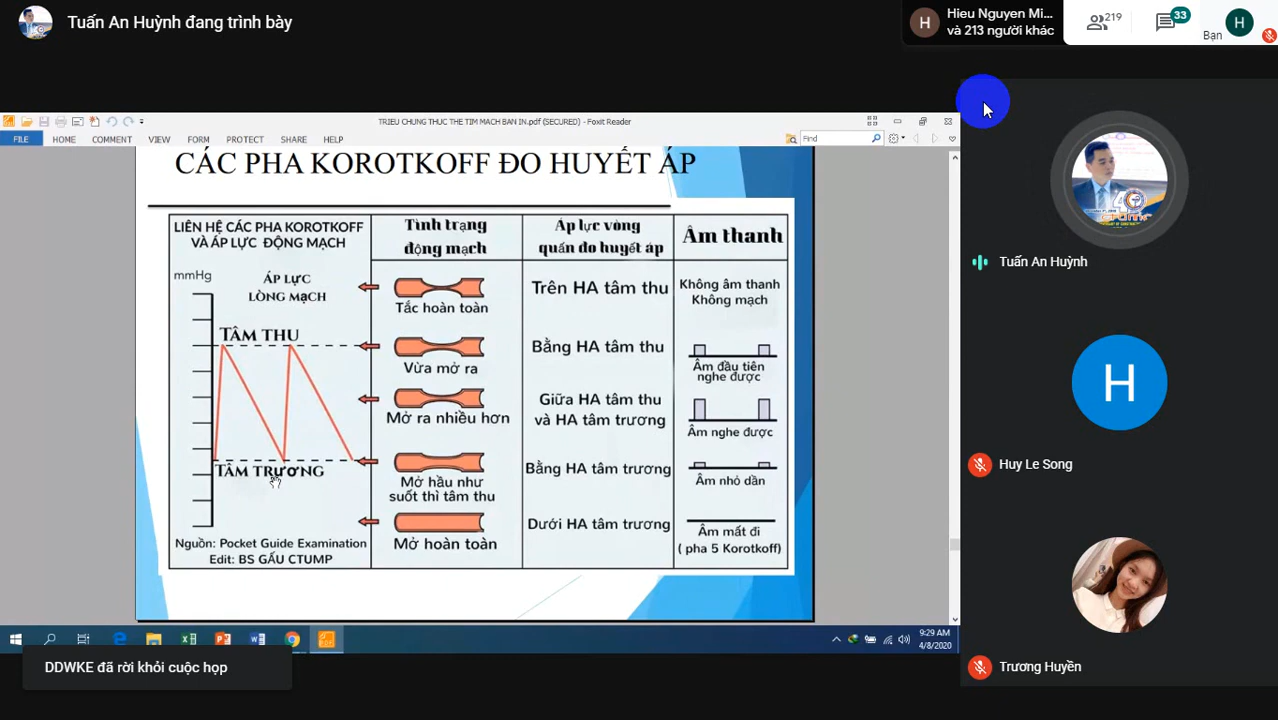 Tuấn An Huỳnh đang trình bày
H
Hieu Nguyen Mi...
và 213 người khác
219
33
Bạn
H
TRIEU CHUNG THUC THE TIM MACH BAN IN.pdf (SECURED) - Foxit Reader
FILE
HOME
COMMENT
VIEW
FORM
PROTECT
SHARE
HELP
Find
CÁC PHA KOROTKOFF ĐO HUYẾT ÁP
LIÊN HỆ CÁC PHA KOROTKOFF
VÀ ÁP LỰC ĐỘNG MẠCH
Tình trạng
động mạch
Áp lực vòng
quấn đo huyết áp
Âm thanh
mmHg
ÁP LỰC
LÒNG MẠCH
TÂM THU
TÂM TRƯƠNG
Tắc hoàn toàn
Trên HA tâm thu
Không âm thanh
Không mạch
Vừa mở ra
Bằng HA tâm thu
Âm đầu tiên
nghe được
Mở ra nhiều hơn
Giữa HA tâm thu
và HA tâm trương
Âm nghe được
Mở hầu như
suốt thì tâm thu
Bằng HA tâm trương
Âm nhỏ dần
Mở hoàn toàn
Dưới HA tâm trương
Âm mất đi
( pha 5 Korotkoff)
Nguồn: Pocket Guide Examination
Edit: BS GẤU CTUMP
9:29 AM
4/8/2020
DDWKE đã rời khỏi cuộc họp
Tuấn An Huỳnh
H
Huy Le Song
Trương Huyền